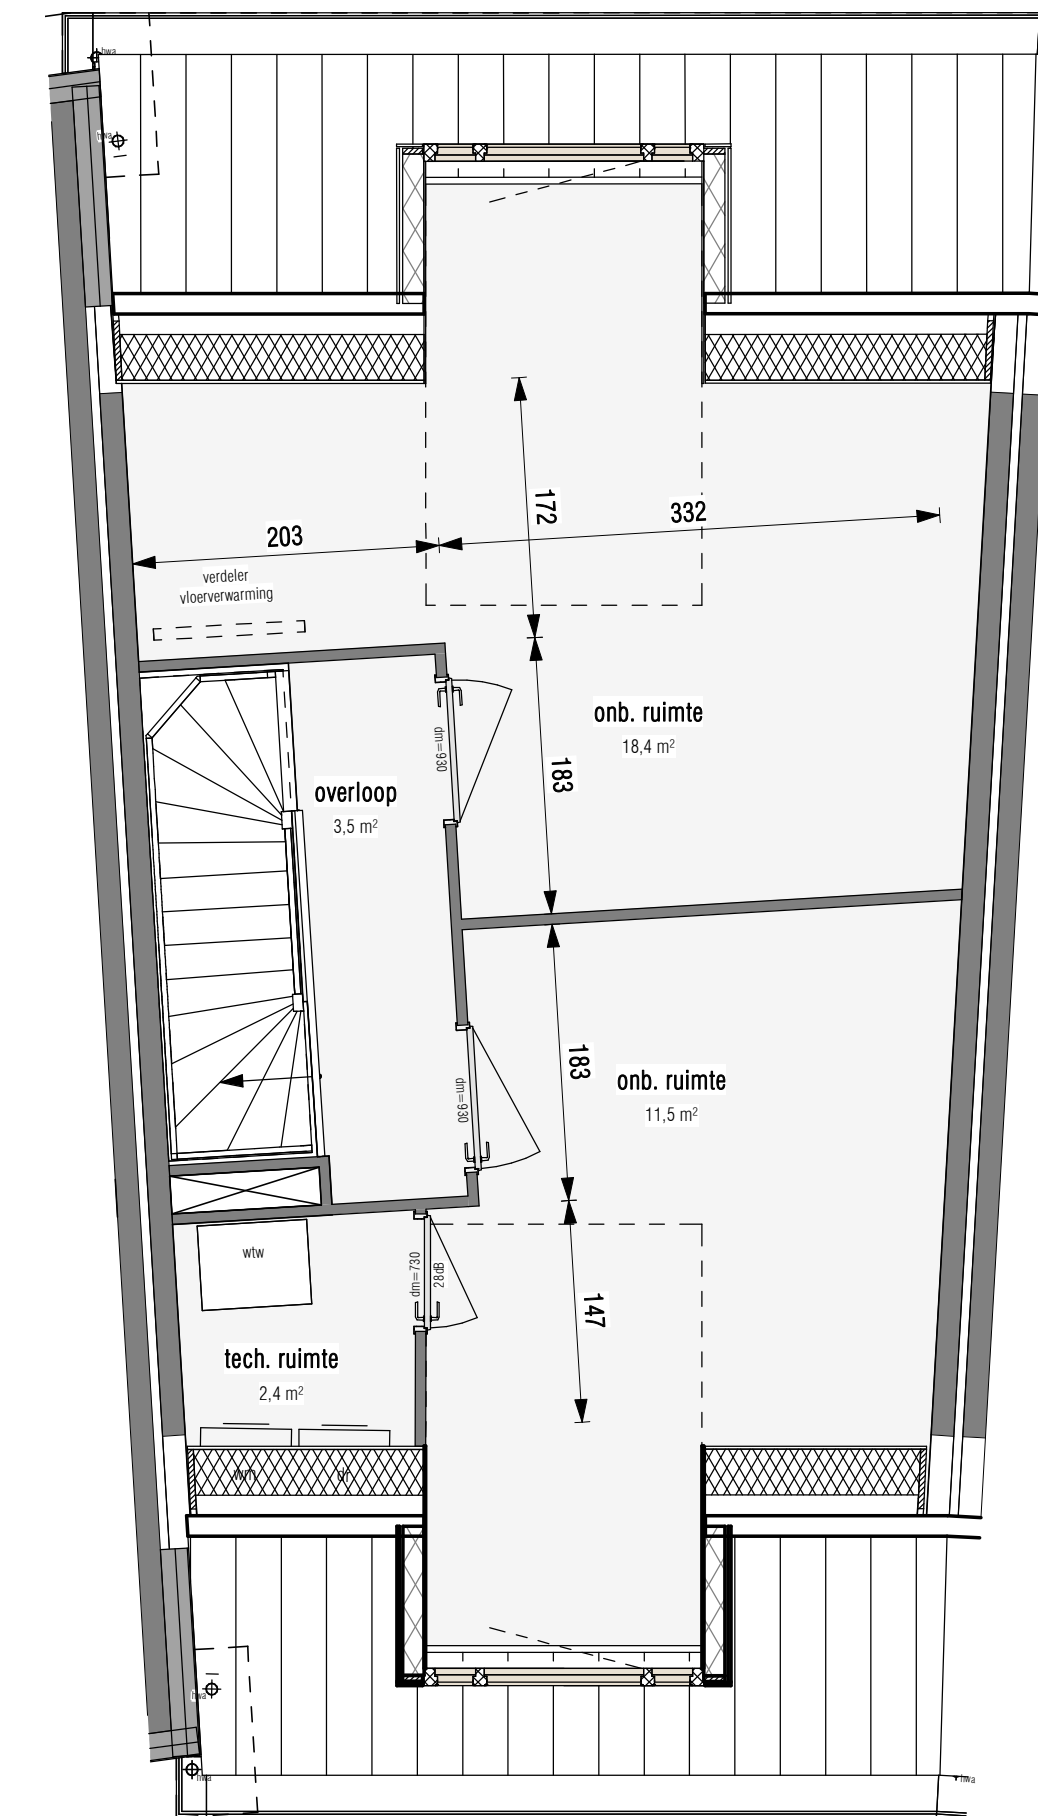 hwa
hwa
172
332
203
verdeler
vloerverwarming
onb. ruimte
18,4 m²
dm=930
183
overloop
3,5 m²
183
onb. ruimte
11,5 m²
dm=930
wtw
dm=730
28dB
147
tech. ruimte
2,4 m²
wm
dr
hwa
hwa
hwa